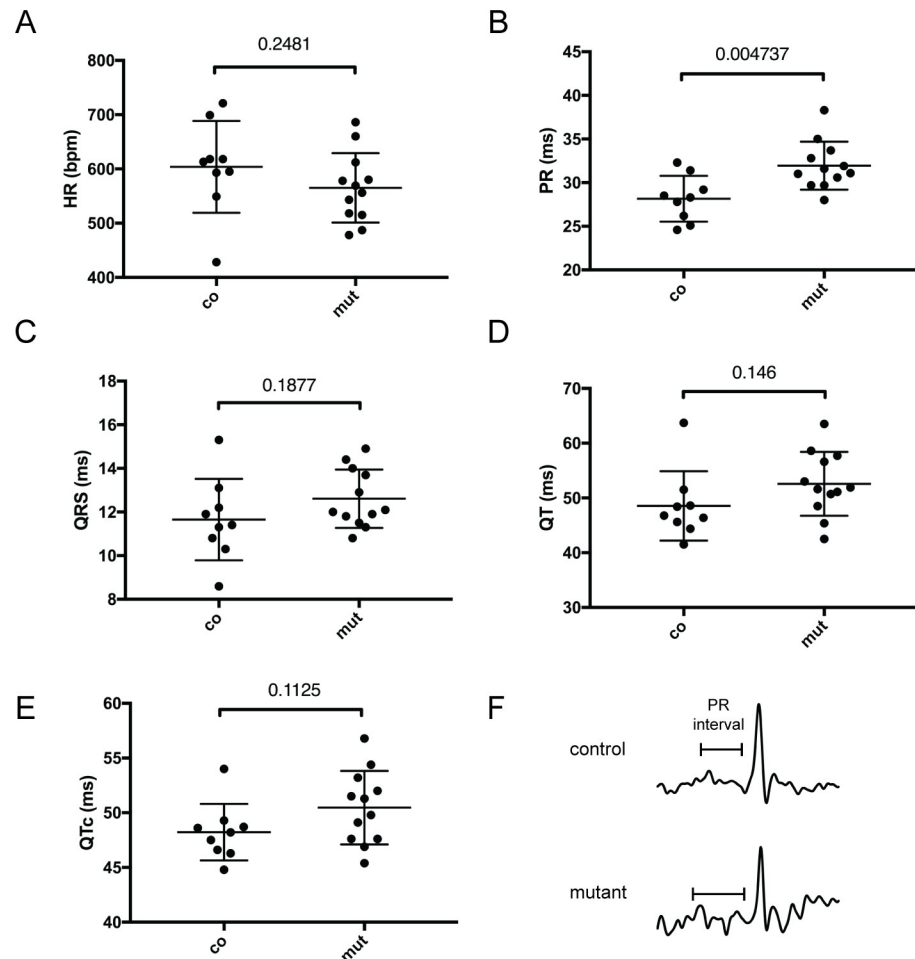 A
0.2481
800
700
600
500
400
HR (bpm)
co
mut
B
0.004737
45
40
35
30
25
20
PR (ms)
co
mut
C
0.1877
18
16
14
12
10
8
QRS (ms)
co
mut
D
0.146
70
60
50
40
30
QT (ms)
co
mut
E
0.1125
60
55
50
45
40
QTc (ms)
co
mut
F
PR
interval
control
mutant